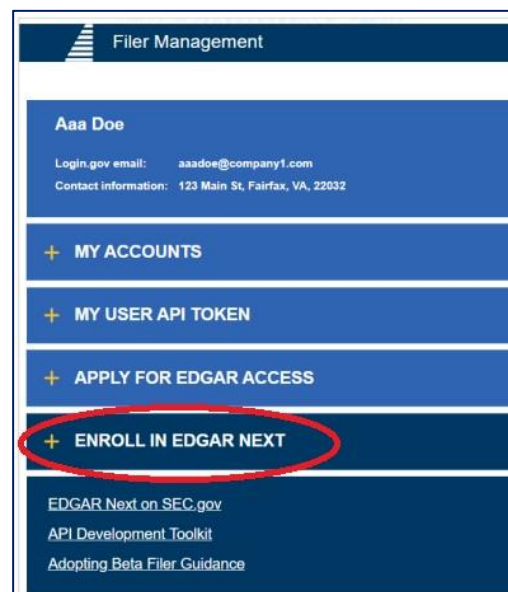 Filer Management
Aaa Doe
Login.gov email: aaadoe@company1.com
Contact information: 123 Main St, Fairfax, VA, 22032
+ MY ACCOUNTS
+ MY USER API TOKEN
+ APPLY FOR EDGAR ACCESS
+ ENROLL IN EDGAR NEXT
EDGAR Next on SEC.gov
API Development Toolkit
Adopting Beta Filer Guidance